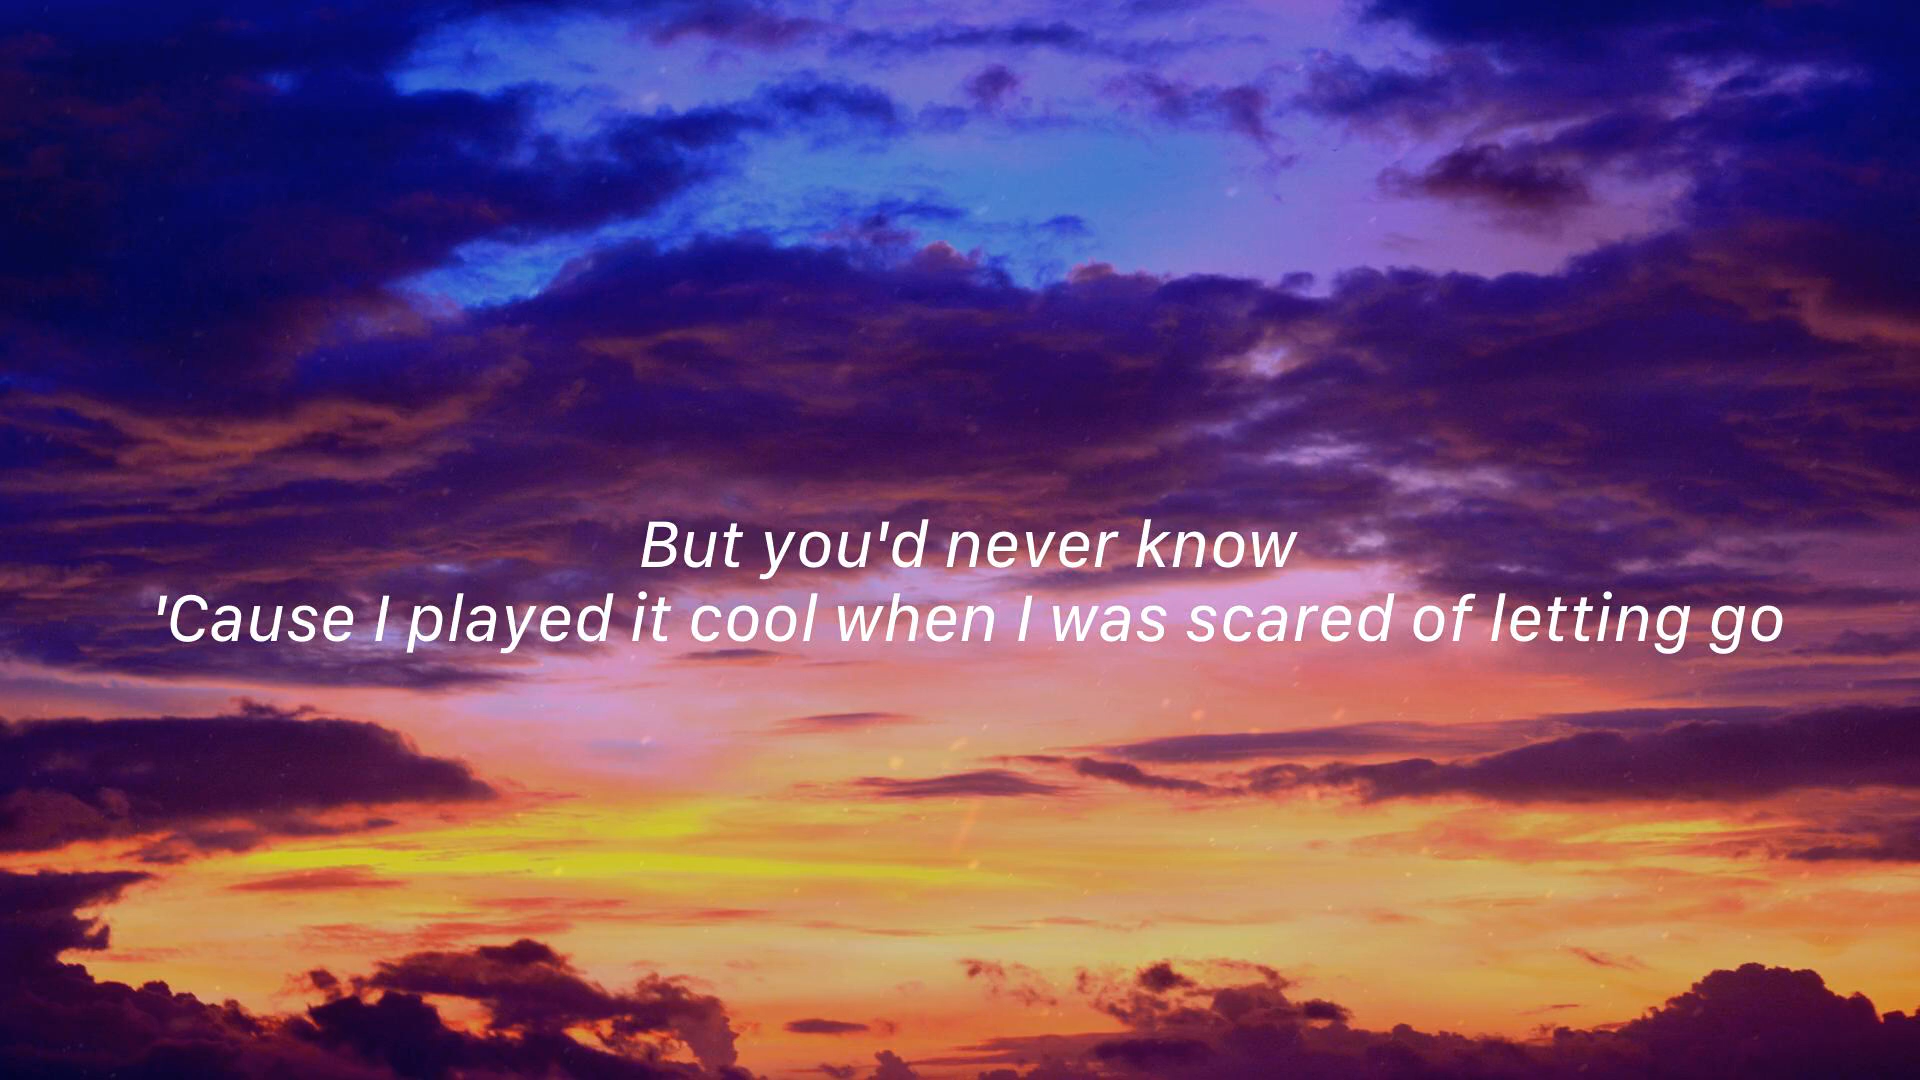 But you'd never know
'Cause I played it cool when I was scared of letting go